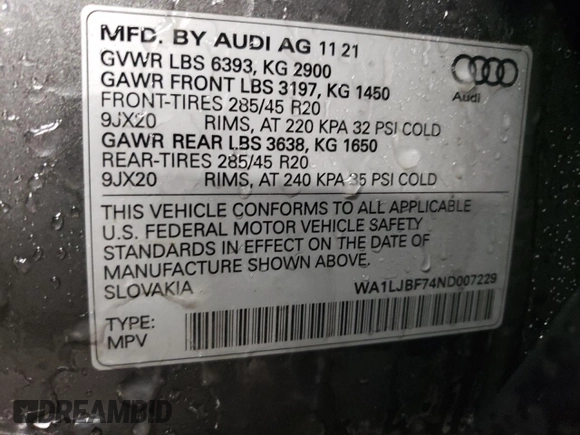 MFD. BY AUDI AG 11 21
GVWR LBS 6393, KG 2900
GAWR FRONT LBS 3197, KG 1450
FRONT-TIRES 285/45 R20
9JX20 RIMS, AT 220 KPA 32 PSI COLD
GAWR REAR LBS 3638, KG 1650
REAR-TIRES 285/45 R20
9JX20 RIMS, AT 240 KPA 35 PSI COLD
Audi
THIS VEHICLE CONFORMS TO ALL APPLICABLE
U.S. FEDERAL MOTOR VEHICLE SAFETY
STANDARDS IN EFFECT ON THE DATE OF
MANUFACTURE SHOWN ABOVE.
SLOVAKIA WA1LJBF74ND007229
TYPE:
MPV
DREAMBID